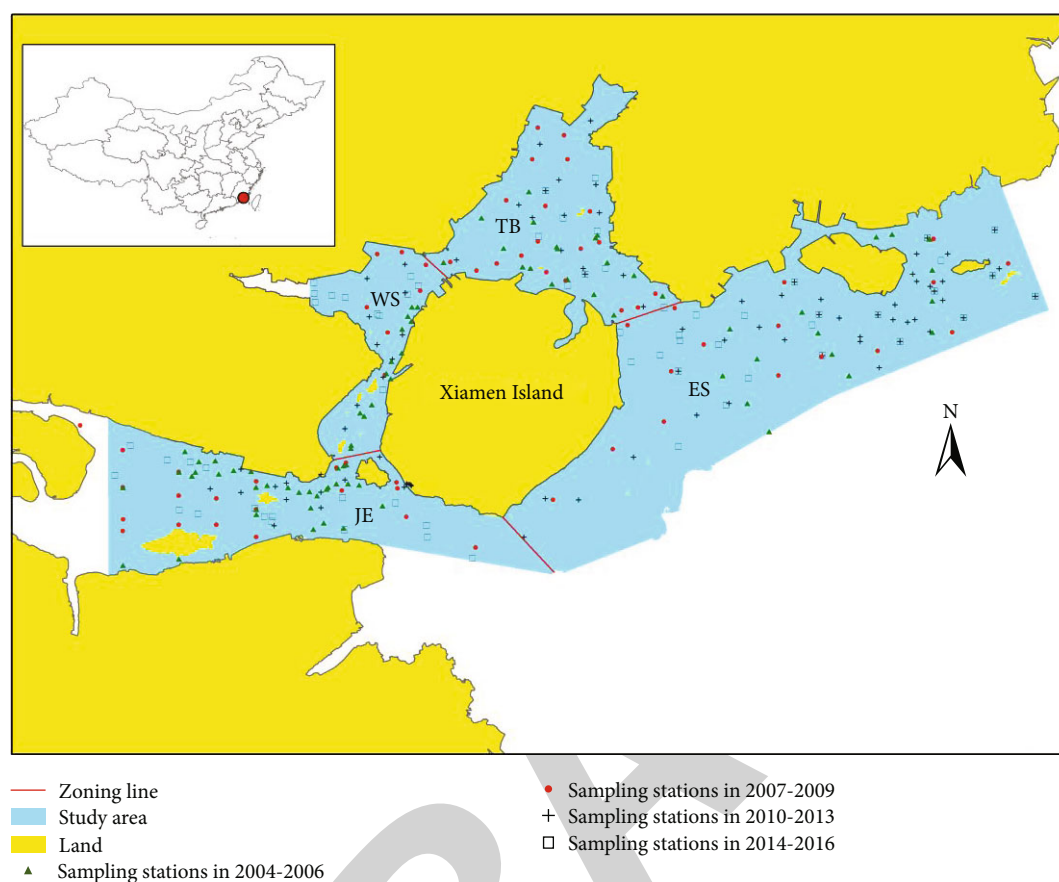 TB
WS
Xiamen Island
ES
N
JE
Zoning line
Study area
Land
Sampling stations in 2004-2006
Sampling stations in 2007-2009
Sampling stations in 2010-2013
Sampling stations in 2014-2016